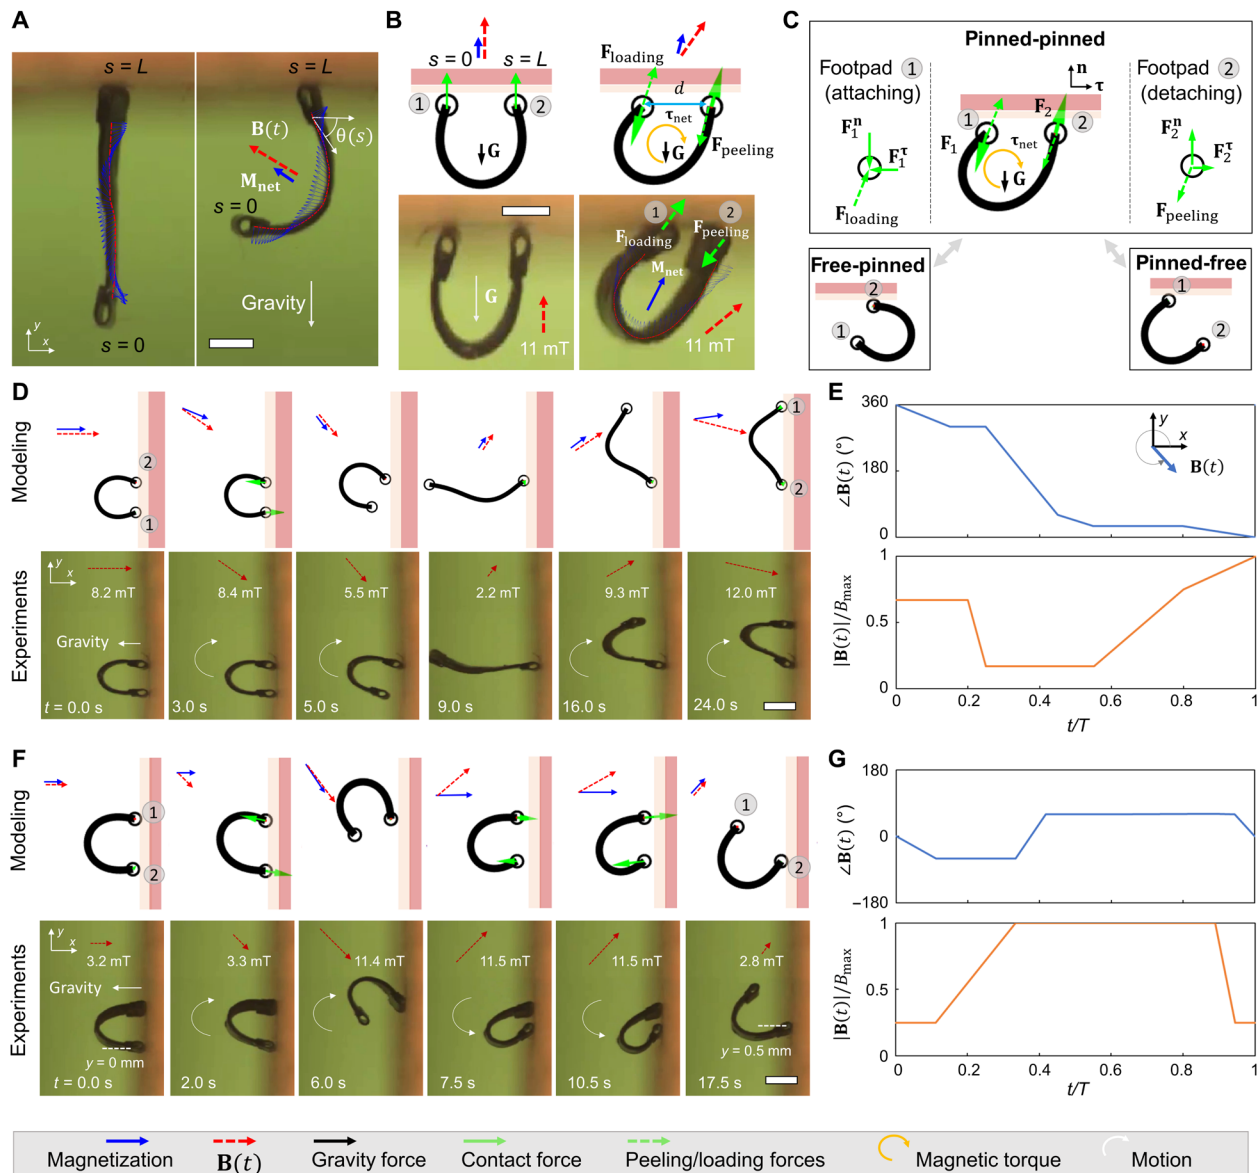 A
s = L
s = L
B(t)
θ(s)
M_net
s = 0
Gravity
y
x
s = 0
B
s = 0
s = L
1
2
G
F_loading
d
τ_net
G
F_peeling
G
11 mT
1
2
F_loading
F_peeling
M_net
11 mT
C
Pinned-pinned
Footpad 1
(attaching)
F₁ⁿ
F₁^τ
F_loading
n
τ
1
2
F₁
F₂
τ_net
G
Footpad 2
(detaching)
F₂ⁿ
F₂^τ
F_peeling
Free-pinned
2
1
Pinned-free
1
2
D
Modeling
2
1
1
2
Experiments
y
x
8.2 mT
8.4 mT
5.5 mT
2.2 mT
9.3 mT
12.0 mT
Gravity
t = 0.0 s
3.0 s
5.0 s
9.0 s
16.0 s
24.0 s
E
360
180
0
∠B(t) (°)
y
x
B(t)
1
0.5
0
|B(t)|/B_max
0
0.2
0.4
0.6
0.8
1
t/T
F
Modeling
1
2
1
2
Experiments
y
x
3.2 mT
3.3 mT
11.4 mT
11.5 mT
11.5 mT
2.8 mT
Gravity
y = 0 mm
y = 0.5 mm
t = 0.0 s
2.0 s
6.0 s
7.5 s
10.5 s
17.5 s
G
180
0
−180
∠B(t) (°)
1
0.5
0
|B(t)|/B_max
0
0.2
0.4
0.6
0.8
1
t/T
Magnetization
B(t)
Gravity force
Contact force
Peeling/loading forces
Magnetic torque
Motion